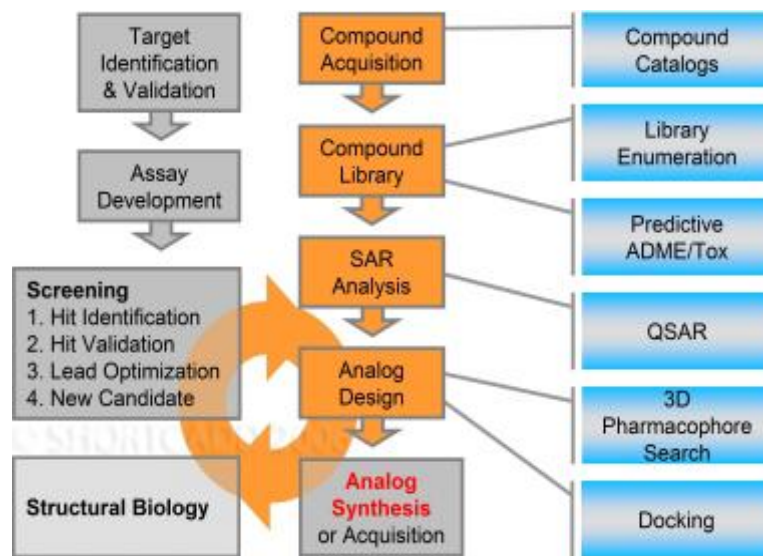 Target
Identification
& Validation
Assay
Development
Screening
1. Hit Identification
2. Hit Validation
3. Lead Optimization
4. New Candidate
Structural Biology
Compound
Acquisition
Compound
Library
SAR
Analysis
Analog
Design
Analog
Synthesis
or Acquisition
Compound
Catalogs
Library
Enumeration
Predictive
ADME/Tox
QSAR
3D
Pharmacophore
Search
Docking